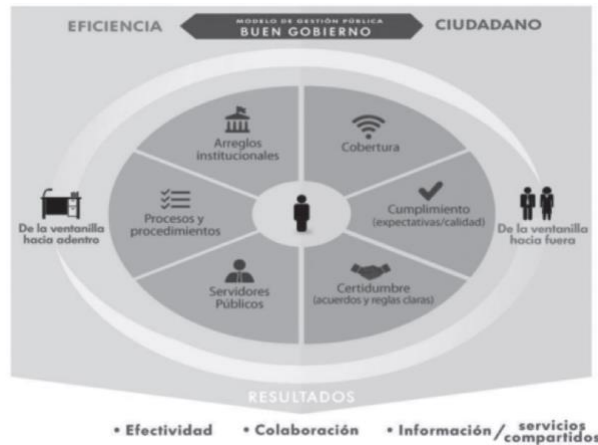 EFICIENCIA
MODELO DE GESTIÓN PÚBLICA
BUEN GOBIERNO
CIUDADANO
Arreglos
institucionales
Cobertura
De la ventanilla
hacia adentro
Procesos y
procedimientos
Cumplimiento
(expectativas/calidad)
De la ventanilla
hacia fuera
Servidores
Públicos
Certidumbre
(acuerdos y reglas claras)
RESULTADOS
• Efectividad
• Colaboración
• Información / servicios
compartidos